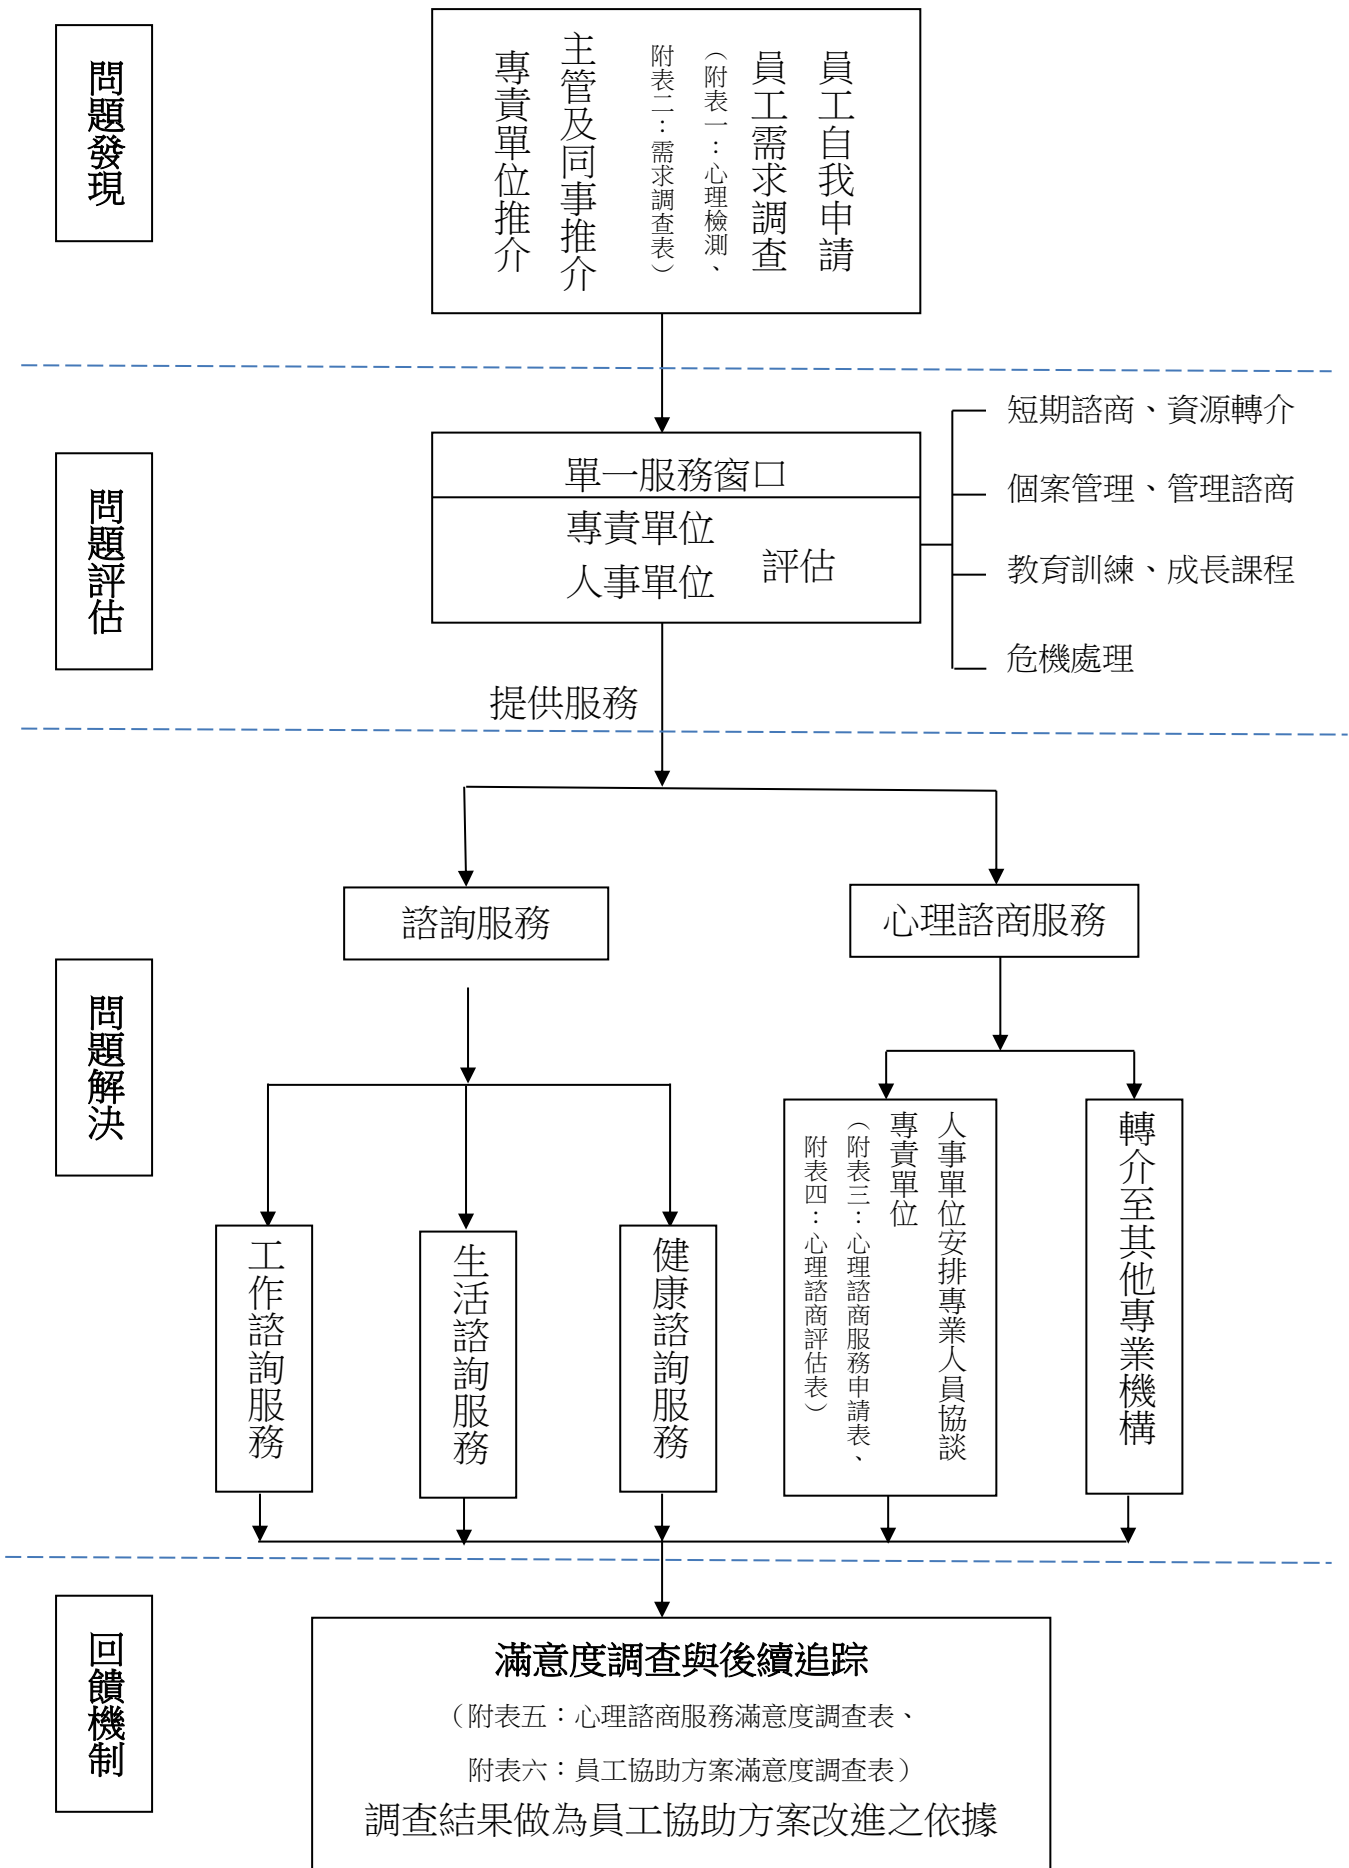 問題發現
員工自我申請
員工需求調查
（附表一：心理檢測、
附表二：需求調查表）
主管及同事推介
專責單位推介
問題評估
單一服務窗口
專責單位
人事單位
評估
短期諮商、資源轉介
個案管理、管理諮商
教育訓練、成長課程
危機處理
提供服務
問題解決
諮詢服務
心理諮商服務
工作諮詢服務
生活諮詢服務
健康諮詢服務
人事單位安排專業人員協談
專責單位
（附表三：心理諮商服務申請表、
附表四：心理諮商評估表）
轉介至其他專業機構
回饋機制
滿意度調查與後續追踪
（附表五：心理諮商服務滿意度調查表、
附表六：員工協助方案滿意度調查表）
調查結果做為員工協助方案改進之依據